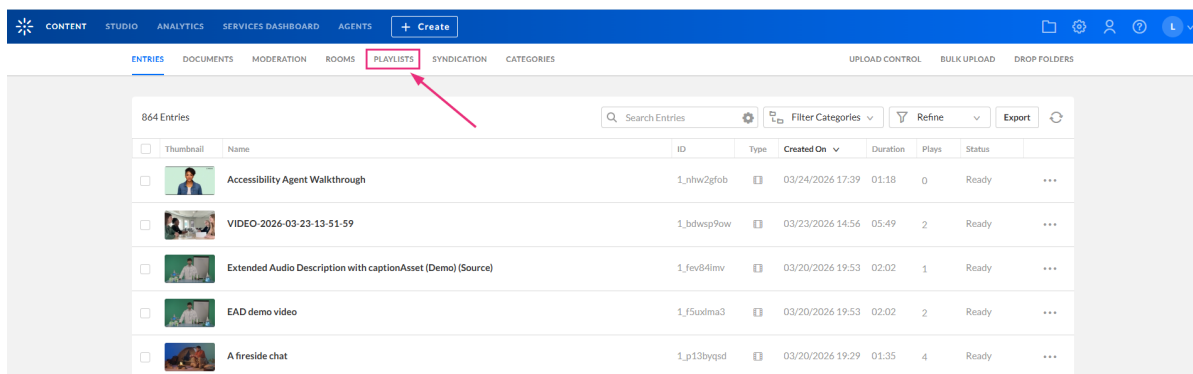 CONTENT STUDIO ANALYTICS SERVICES DASHBOARD AGENTS + Create L
ENTRIES DOCUMENTS MODERATION ROOMS PLAYLISTS SYNDICATION CATEGORIES UPLOAD CONTROL BULK UPLOAD DROP FOLDERS
864 Entries Search Entries Filter Categories Refine Export
Thumbnail Name ID Type Created On Duration Plays Status
Accessibility Agent Walkthrough 1_nhw2gfob 03/24/2026 17:39 01:18 0 Ready
VIDEO-2026-03-23-13-51-59 1_bdwsp9ow 03/23/2026 14:56 05:49 2 Ready
Extended Audio Description with captionAsset (Demo) (Source) 1_fev84imv 03/20/2026 19:53 02:02 1 Ready
EAD demo video 1_f5uxlma3 03/20/2026 19:53 02:02 2 Ready
A fireside chat 1_p13byqsd 03/20/2026 19:29 01:35 4 Ready